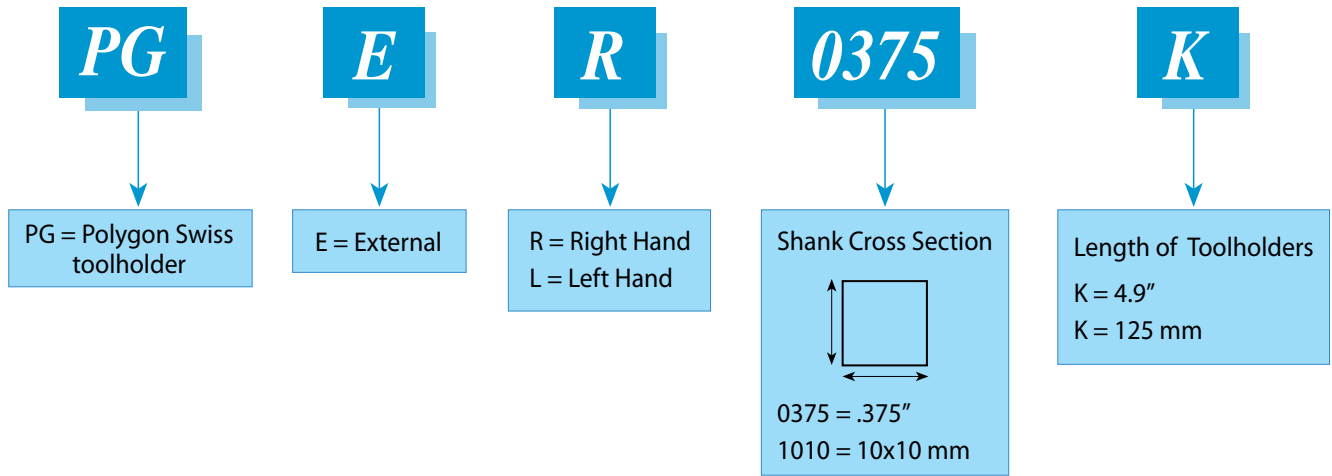 PG E R 0375 K
PG = Polygon Swiss
toolholder
E = External
R = Right Hand
L = Left Hand
Shank Cross Section
0375 = .375”
1010 = 10x10 mm
Length of Toolholders
K = 4.9”
K = 125 mm